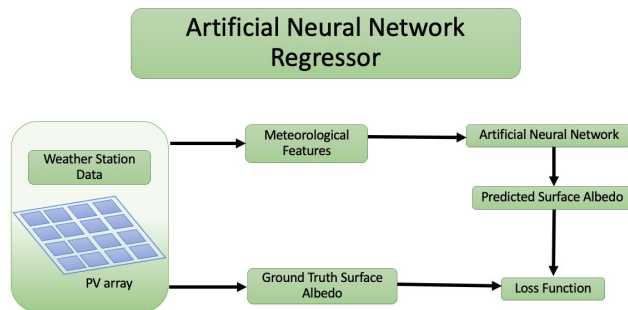 Artificial Neural Network
Regressor
Weather Station
Data
PV array
Meteorological
Features
Artificial Neural Network
Predicted Surface Albedo
Ground Truth Surface
Albedo
Loss Function